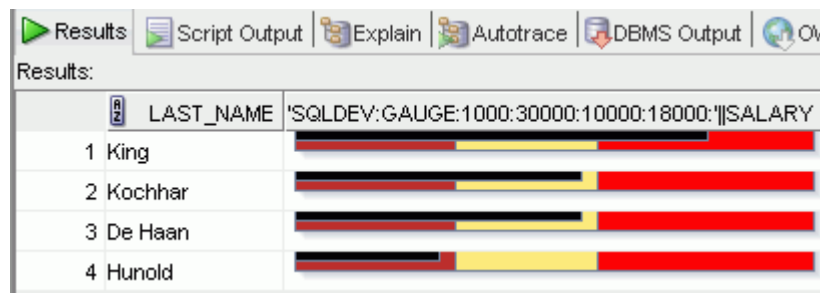 Results Script Output Explain Autotrace DBMS Output OV
Results:
LAST_NAME 'SQLDEV:GAUGE:1000:30000:10000:18000:'||SALARY
1 King
2 Kochhar
3 De Haan
4 Hunold